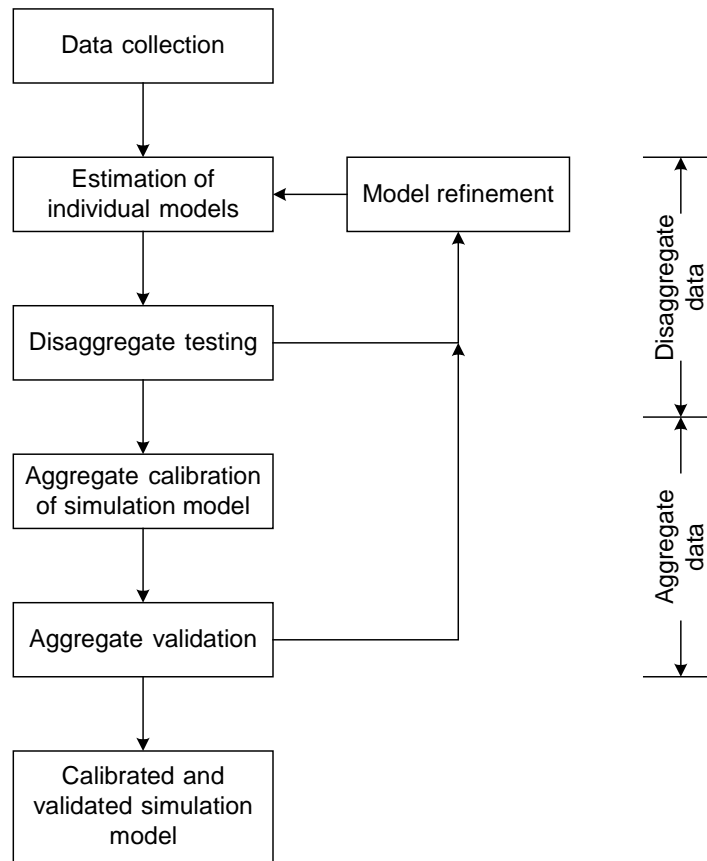 Data collection
Estimation of
individual models
Model refinement
Disaggregate testing
Aggregate calibration
of simulation model
Aggregate validation
Calibrated and
validated simulation
model
Disaggregate
data
Aggregate
data